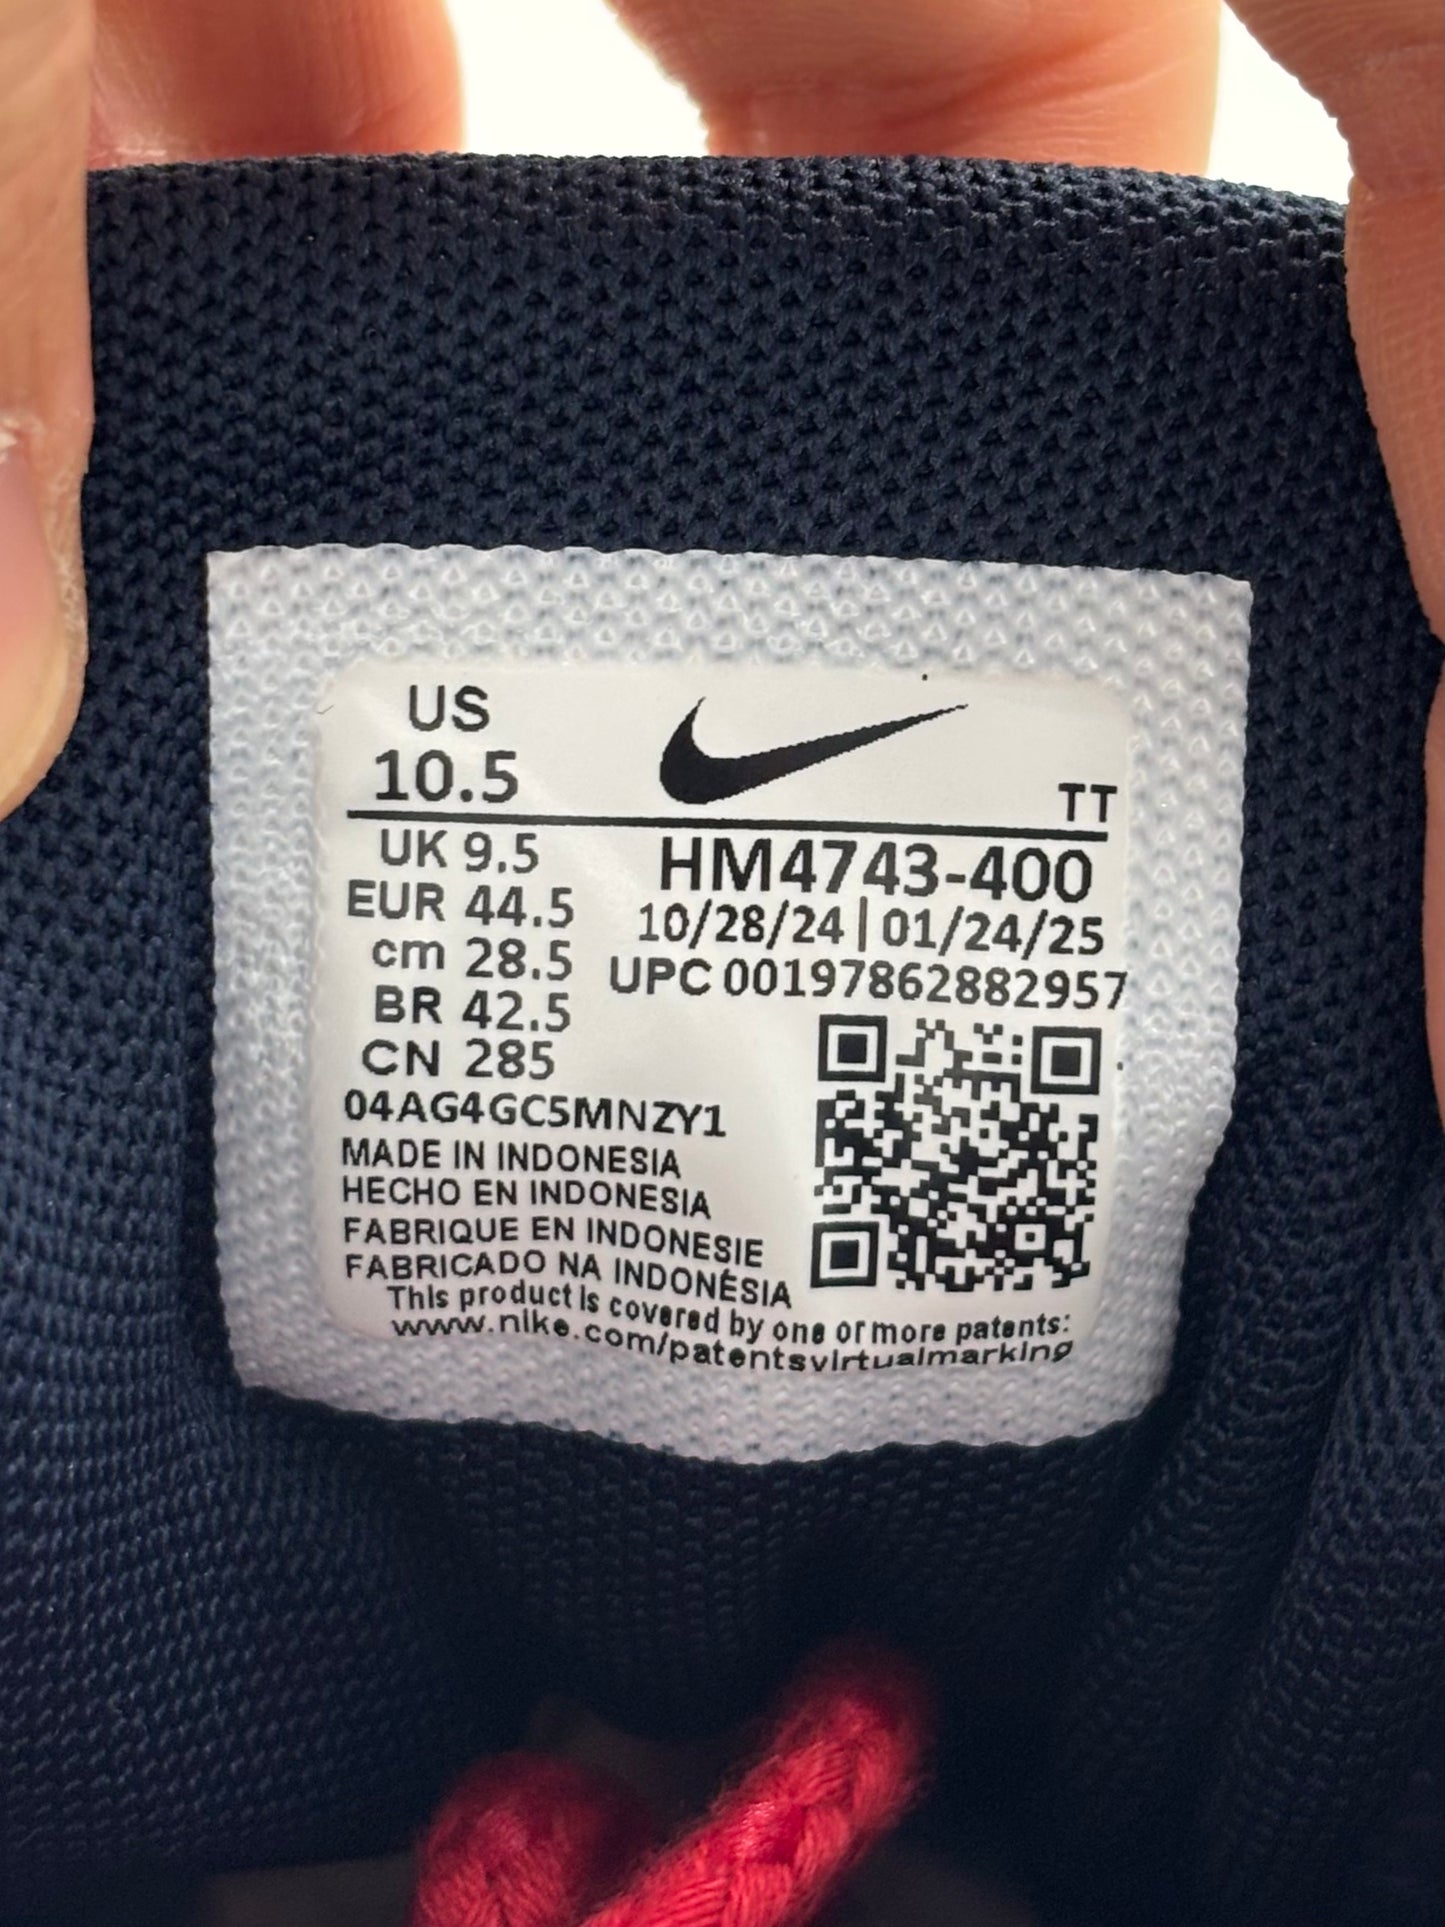 US
10.5
TT
UK 9.5
EUR 44.5
cm 28.5
BR 42.5
CN 285
HM4743-400
10/28/24 | 01/24/25
UPC 001978628829​57
04AG4GC5MNZY1
MADE IN INDONESIA
HECHO EN INDONESIA
FABRIQUE EN INDONESIE
FABRICADO NA INDONÉSIA
This product is covered by one or more patents:
www.nike.com/patentsvirtualmarking